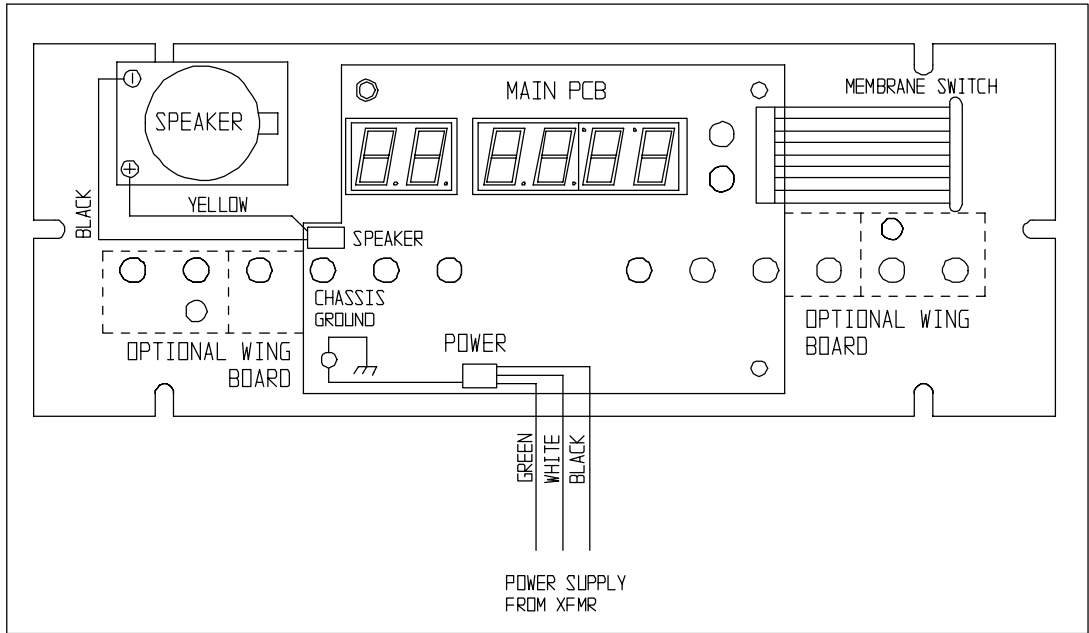 MAIN PCB
MEMBRANE SWITCH
SPEAKER
BLACK
YELLOW
SPEAKER
CHASSIS
GROUND
OPTIONAL WING
BOARD
POWER
OPTIONAL WING
BOARD
GREEN
WHITE
BLACK
POWER SUPPLY
FROM XFMR